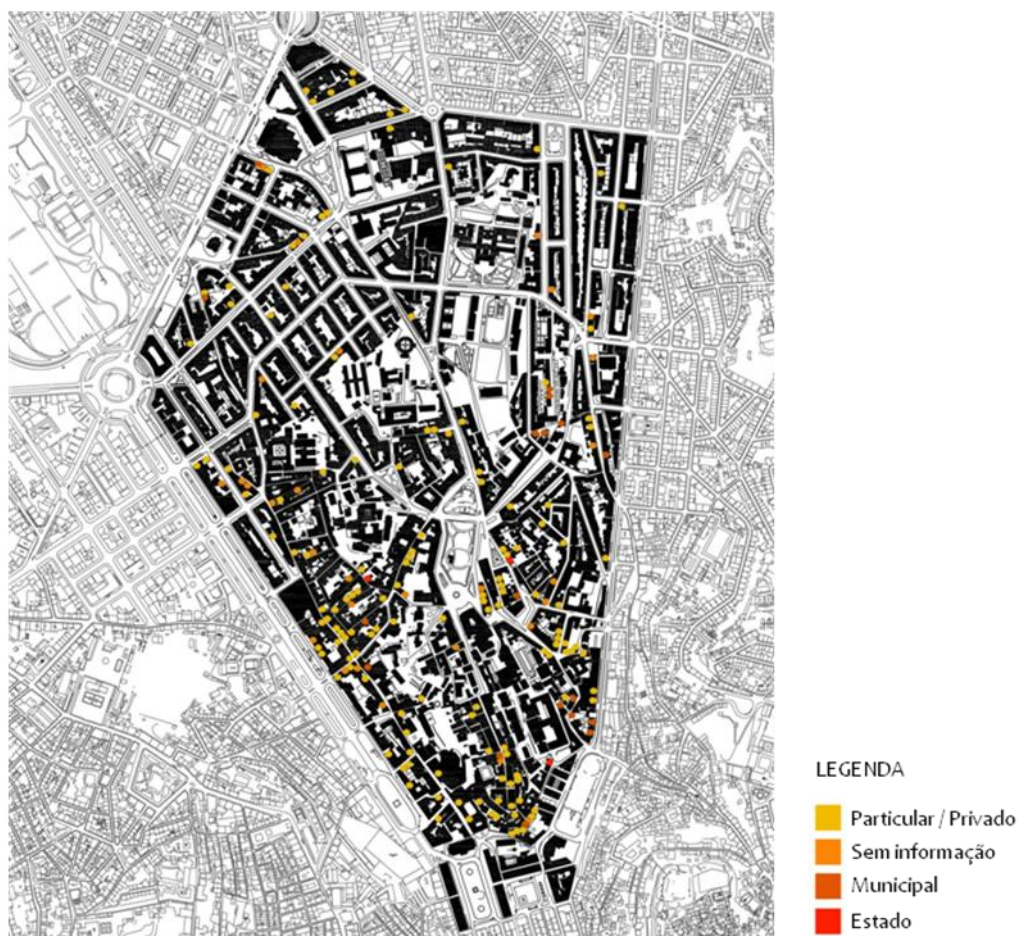 LEGENDA
Particular / Privado
Sem informação
Municipal
Estado